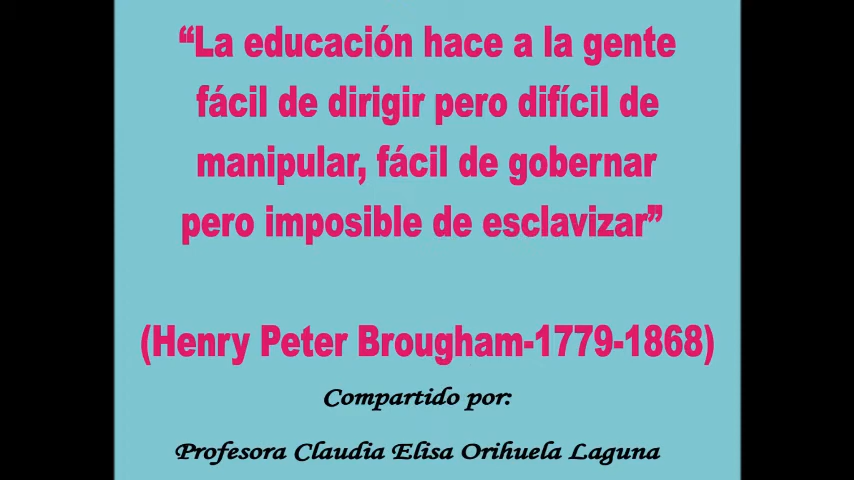 “La educación hace a la gente
fácil de dirigir pero difícil de
manipular, fácil de gobernar
pero imposible de esclavizar”
(Henry Peter Brougham-1779-1868)
Compartido por:
Profesora Claudia Elisa Orihuela Laguna